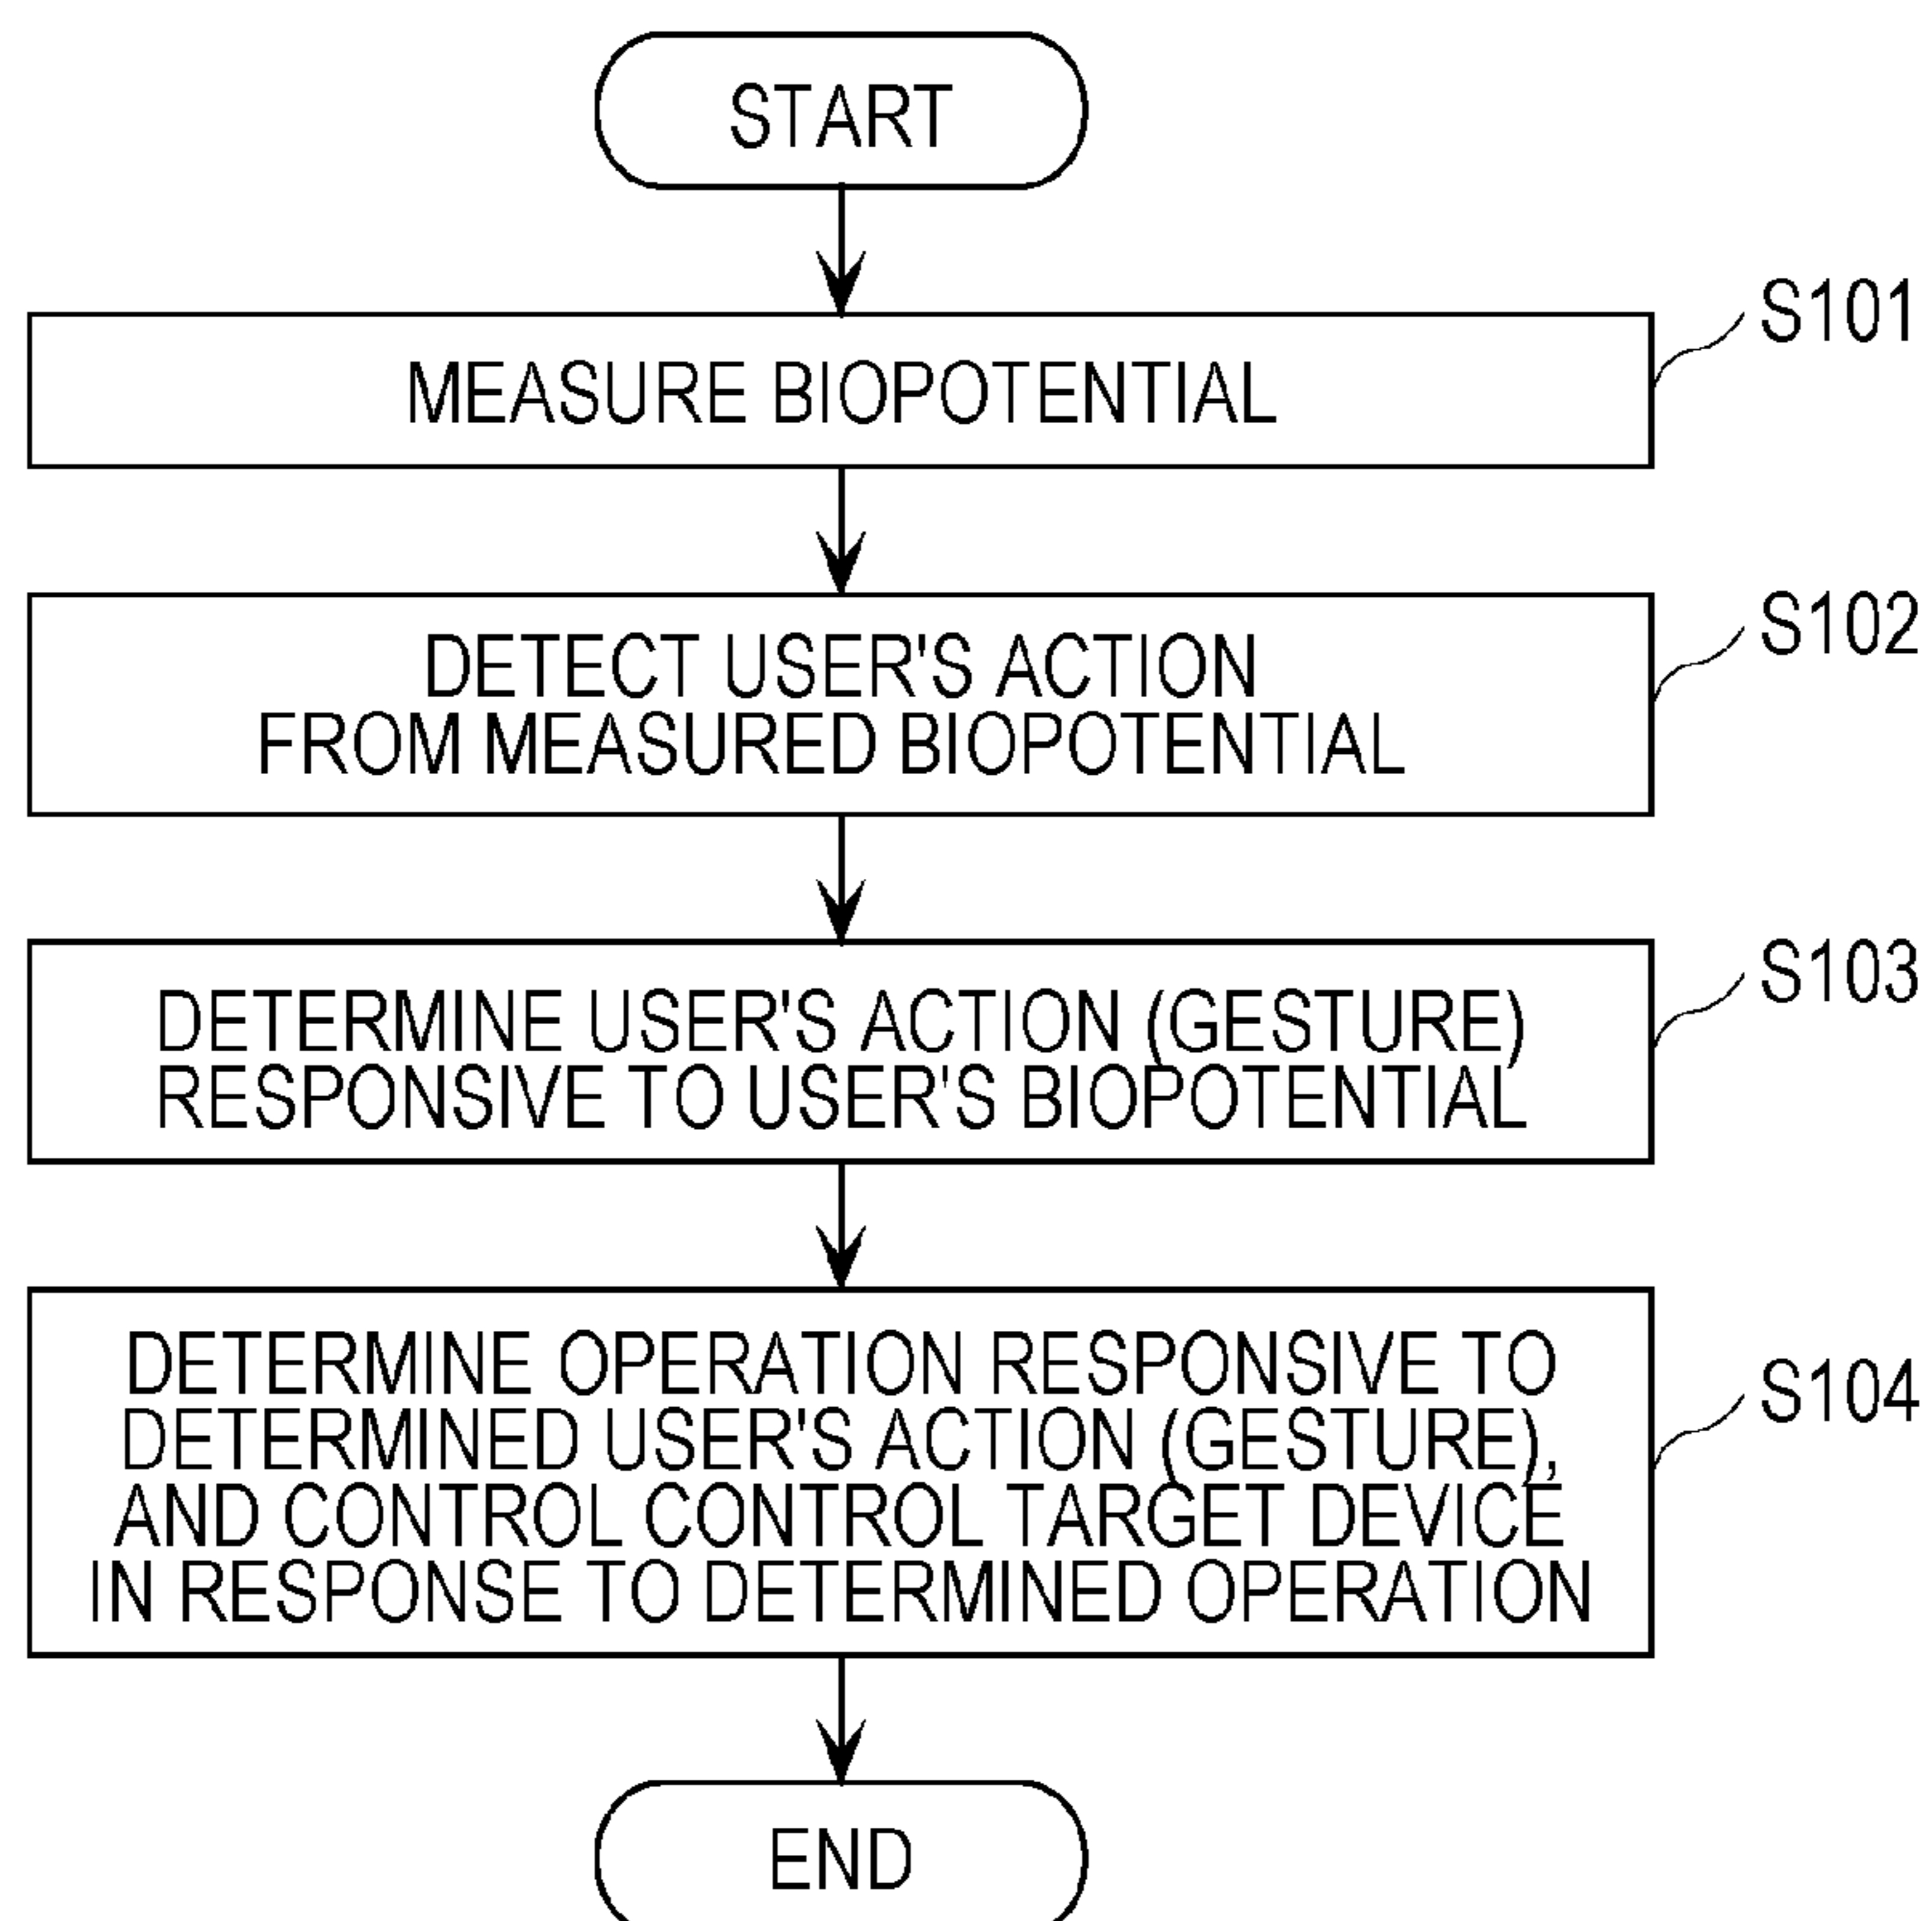 START
MEASURE BIOPOTENTIAL
S101
DETECT USER'S ACTION
FROM MEASURED BIOPOTENTIAL
S102
DETERMINE USER'S ACTION (GESTURE)
RESPONSIVE TO USER'S BIOPOTENTIAL
S103
DETERMINE OPERATION RESPONSIVE TO
DETERMINED USER'S ACTION (GESTURE),
AND CONTROL CONTROL TARGET DEVICE
IN RESPONSE TO DETERMINED OPERATION
S104
END